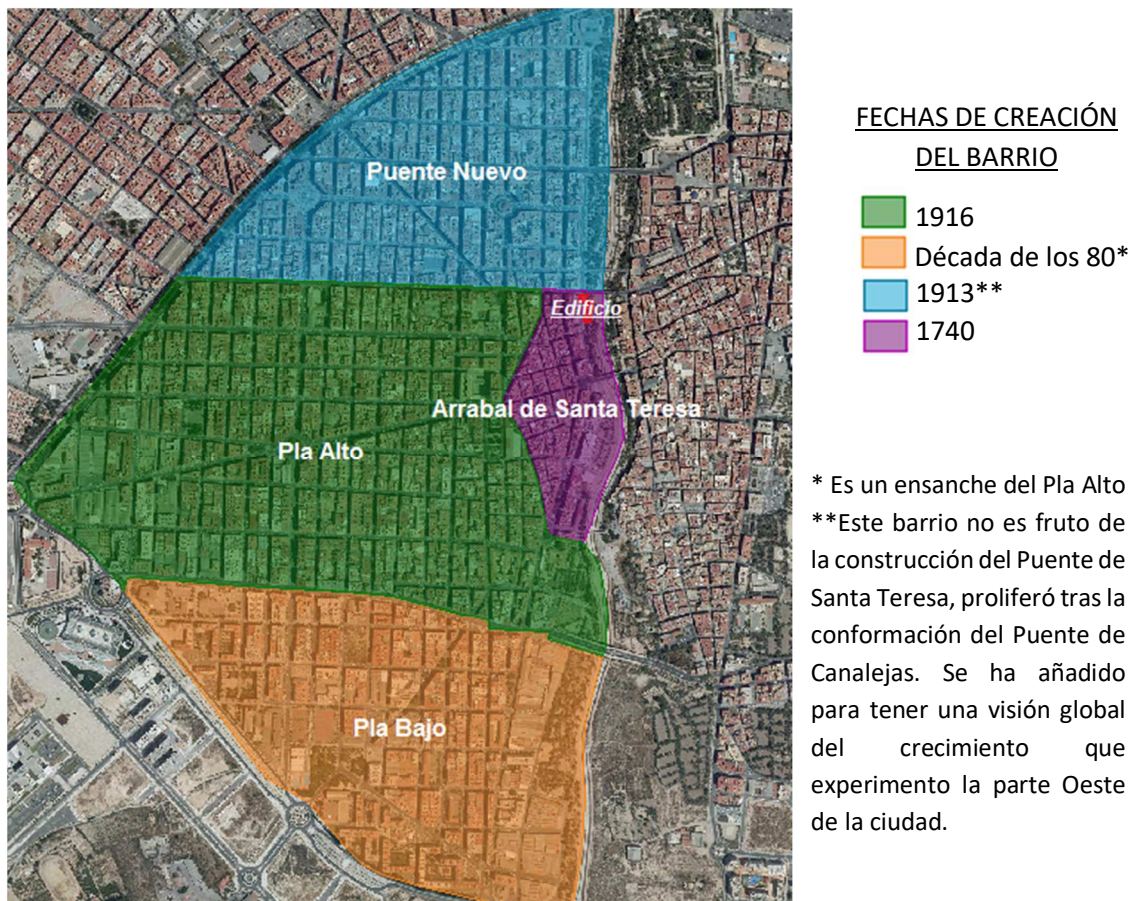 Puente Nuevo
Edificio
Arrabal de Santa Teresa
Pla Alto
Pla Bajo
FECHAS DE CREACIÓN
DEL BARRIO
1916
Década de los 80*
1913**
1740
* Es un ensanche del Pla Alto
**Este barrio no es fruto de
la construcción del Puente de
Santa Teresa, proliferó tras la
conformación del Puente de
Canalejas. Se ha añadido
para tener una visión global
del crecimiento que
experimento la parte Oeste
de la ciudad.